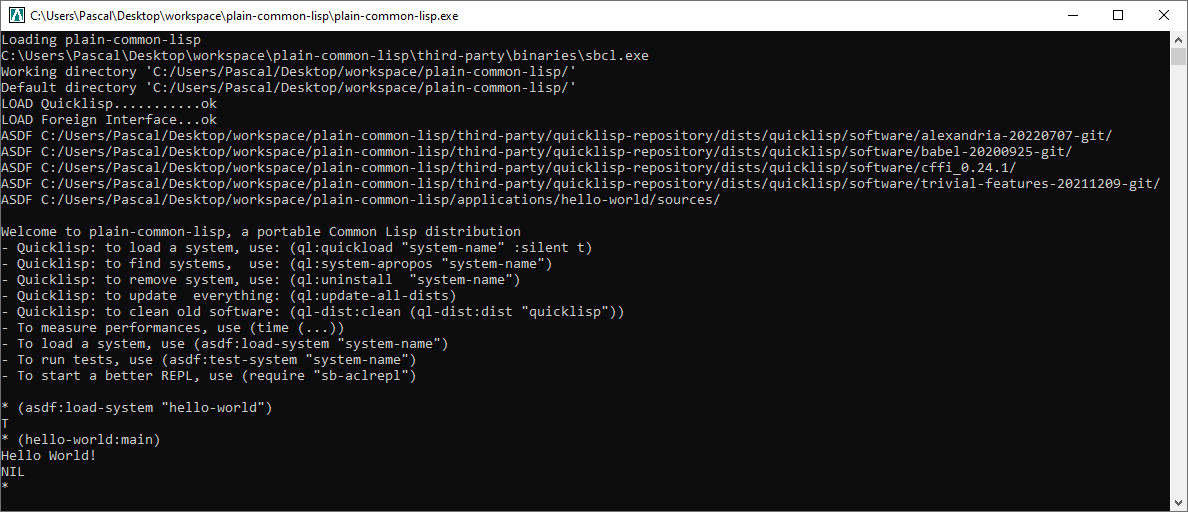 C:\Users\Pascal\Desktop\workspace\plain-common-lisp\plain-common-lisp.exe
Loading plain-common-lisp
C:\Users\Pascal\Desktop\workspace\plain-common-lisp\third-party\binaries\sbcl.exe
Working directory 'C:/Users/Pascal/Desktop/workspace/plain-common-lisp/'
Default directory 'C:/Users/Pascal/Desktop/workspace/plain-common-lisp/'
LOAD Quicklisp...........ok
LOAD Foreign Interface...ok
ASDF C:/Users/Pascal/Desktop/workspace/plain-common-lisp/third-party/quicklisp-repository/dists/quicklisp/software/alexandria-20220707-git/
ASDF C:/Users/Pascal/Desktop/workspace/plain-common-lisp/third-party/quicklisp-repository/dists/quicklisp/software/babel-20200925-git/
ASDF C:/Users/Pascal/Desktop/workspace/plain-common-lisp/third-party/quicklisp-repository/dists/quicklisp/software/cffi_0.24.1/
ASDF C:/Users/Pascal/Desktop/workspace/plain-common-lisp/third-party/quicklisp-repository/dists/quicklisp/software/trivial-features-20211209-git/
ASDF C:/Users/Pascal/Desktop/workspace/plain-common-lisp/applications/hello-world/sources/

Welcome to plain-common-lisp, a portable Common Lisp distribution
- Quicklisp: to load a system, use: (ql:quickload "system-name" :silent t)
- Quicklisp: to find systems,  use: (ql:system-apropos "system-name")
- Quicklisp: to remove system, use: (ql:uninstall  "system-name")
- Quicklisp: to update  everything: (ql:update-all-dists)
- Quicklisp: to clean old software: (ql-dist:clean (ql-dist:dist "quicklisp"))
- To measure performances, use (time (...))
- To load a system, use (asdf:load-system "system-name")
- To run tests, use (asdf:test-system "system-name")
- To start a better REPL, use (require "sb-aclrepl")

* (asdf:load-system "hello-world")
T
* (hello-world:main)
Hello World!
NIL
*